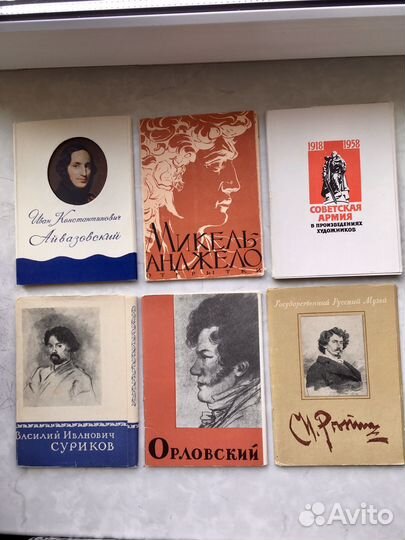 Иван Константинович
Айвазовский
МИКЕЛЬ-
АНДЖЕЛО
ОТКРЫТКИ
1918 1958
СОВЕТСКАЯ
АРМИЯ
В ПРОИЗВЕДЕНИЯХ
ХУДОЖНИКОВ
ВАСИЛИЙ ИВАНОВИЧ
СУРИКОВ
ОРЛОВСКИЙ
Государственный Русский Музей
И. Репин
Avito